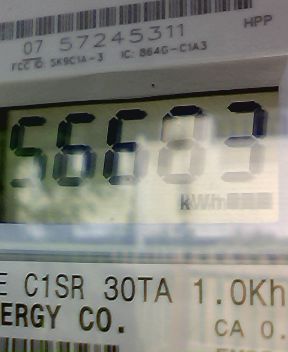 HPP
07 57245311
FCC ID: SK9C1A-3 IC: 864G-C1A3
56683
kWh
E C1SR 30TA 1.0Kh
ERGY CO.
CA 0.